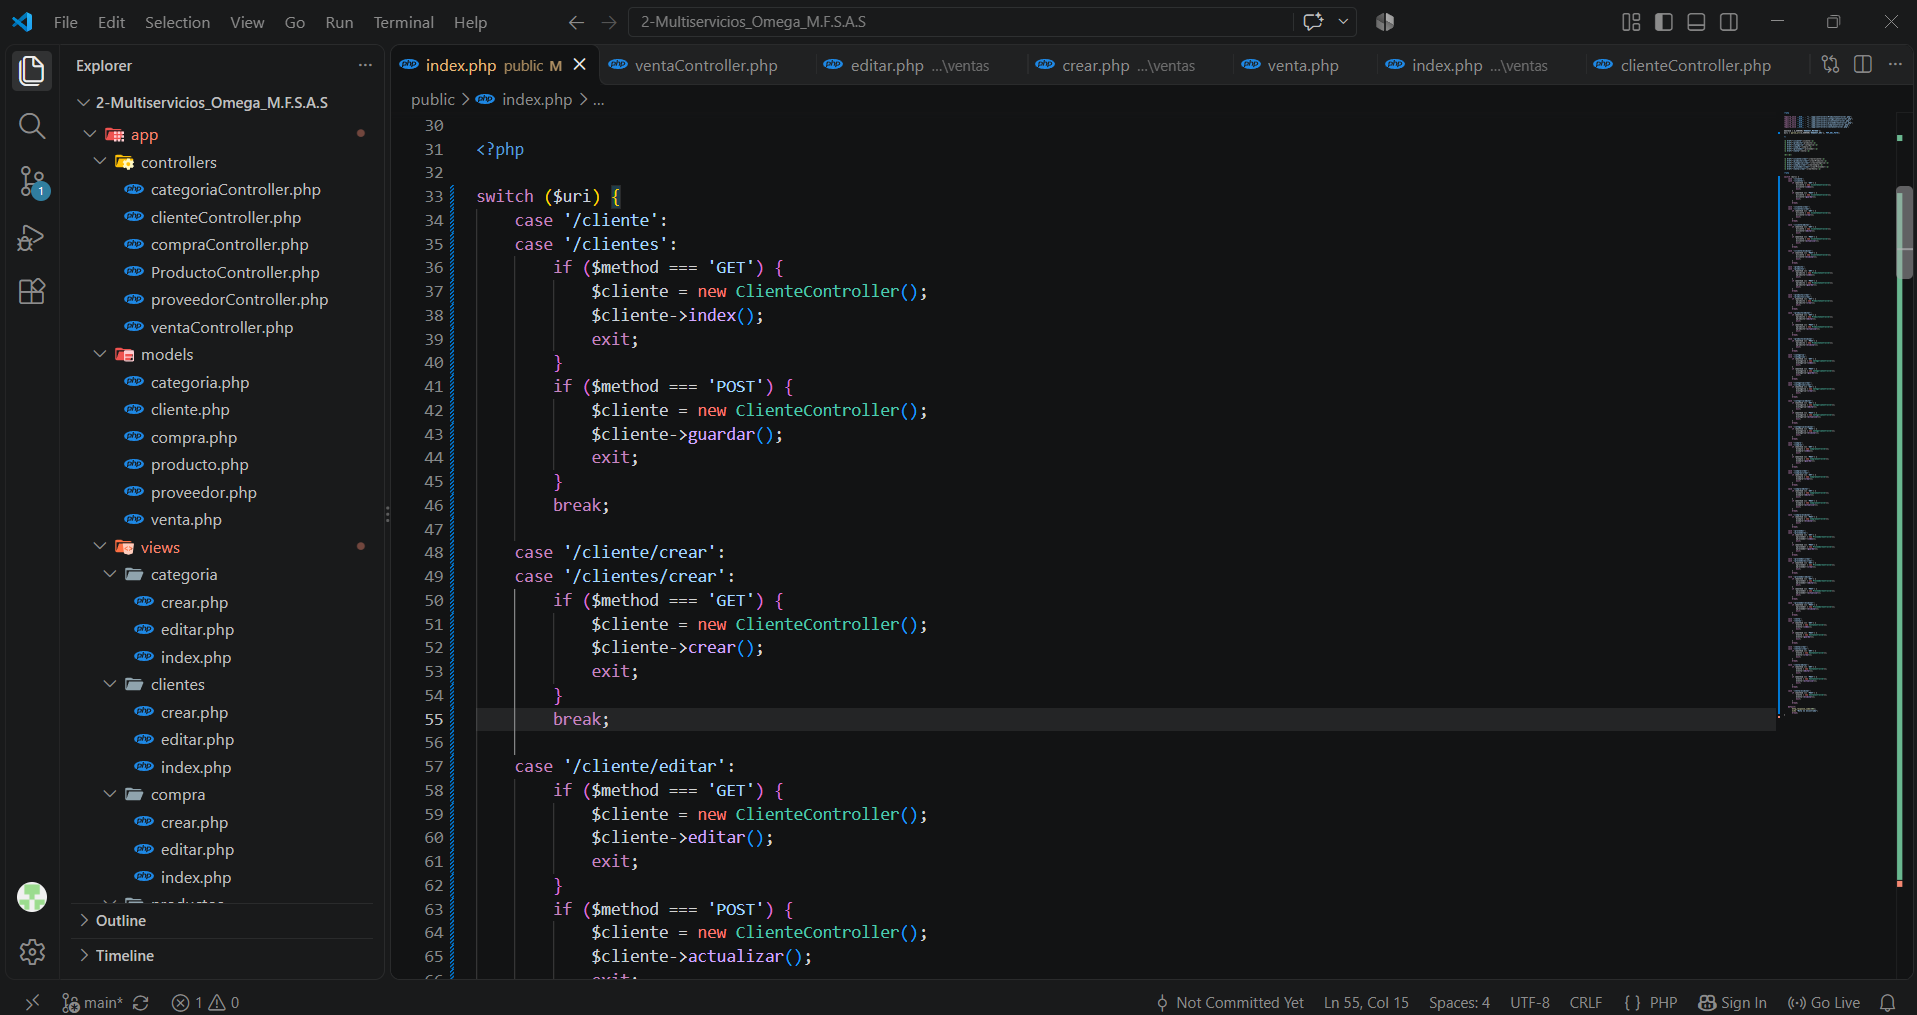 File Edit Selection View Go Run Terminal Help
2-Multiservicios_Omega_M.F.S.A.S
Explorer
2-Multiservicios_Omega_M.F.S.A.S
app
controllers
categoriaController.php
clienteController.php
compraController.php
ProductoController.php
proveedorController.php
ventaController.php
models
categoria.php
cliente.php
compra.php
producto.php
proveedor.php
venta.php
views
categoria
crear.php
editar.php
index.php
clientes
crear.php
editar.php
index.php
compra
crear.php
editar.php
index.php
Outline
Timeline
index.php public M
ventaController.php
editar.php ...\ventas
crear.php ...\ventas
venta.php
index.php ...\ventas
clienteController.php
public > index.php > ...
30
31 <?php
32
33 switch ($uri) {
34 case '/cliente':
35 case '/clientes':
36 if ($method === 'GET') {
37 $cliente = new ClienteController();
38 $cliente->index();
39 exit;
40 }
41 if ($method === 'POST') {
42 $cliente = new ClienteController();
43 $cliente->guardar();
44 exit;
45 }
46 break;
47
48 case '/cliente/crear':
49 case '/clientes/crear':
50 if ($method === 'GET') {
51 $cliente = new ClienteController();
52 $cliente->crear();
53 exit;
54 }
55 break;
56
57 case '/cliente/editar':
58 if ($method === 'GET') {
59 $cliente = new ClienteController();
60 $cliente->editar();
61 exit;
62 }
63 if ($method === 'POST') {
64 $cliente = new ClienteController();
65 $cliente->actualizar();
66 exit;
1
main* 1 0
Not Committed Yet Ln 55, Col 15 Spaces: 4 UTF-8 CRLF { } PHP Sign In Go Live